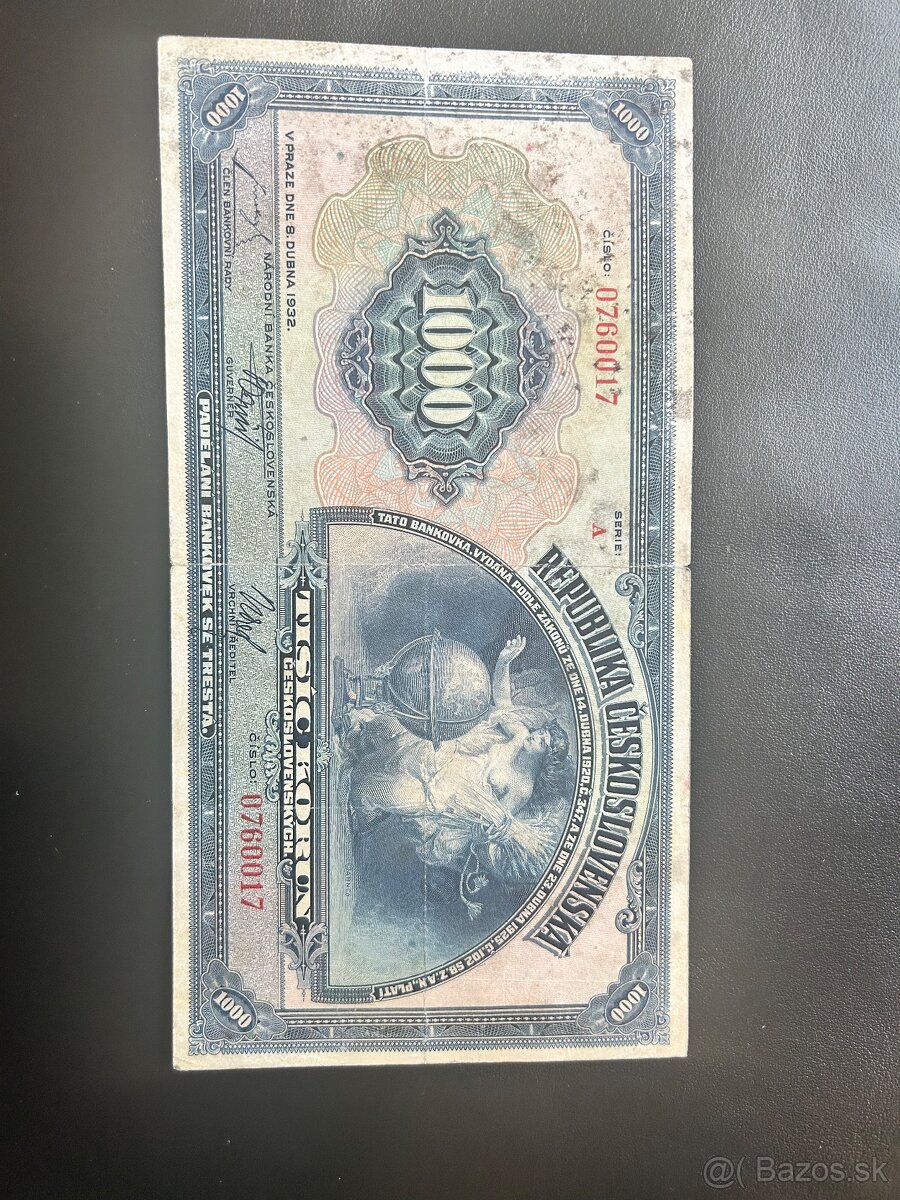 1000
1000
ČÍSLO: 0760017
SERIE: A
REPUBLIKA ČESKOSLOVENSKÁ
TATO BANKOVKA, VYDANÁ PODLE ZÁKONŮ ZE DNE 14. DUBNA 1920, Č. 347, A ZE DNE 23. DUBNA 1925, Č. 102 SB. Z. A N., PLATÍ
1000
TISÍC KORUN
ČESKOSLOVENSKÝCH.
V PRAZE DNE 8. DUBNA 1932.
NÁRODNÍ BANKA ČESKOSLOVENSKÁ
ČLEN BANKOVNÍ RADY
GUVERNÉR
VRCHNÍ ŘEDITEL
ČÍSLO: 0760017
1000
PADĚLÁNÍ BANKOVEK SE TRESTÁ.
1000
@( Bazos.sk